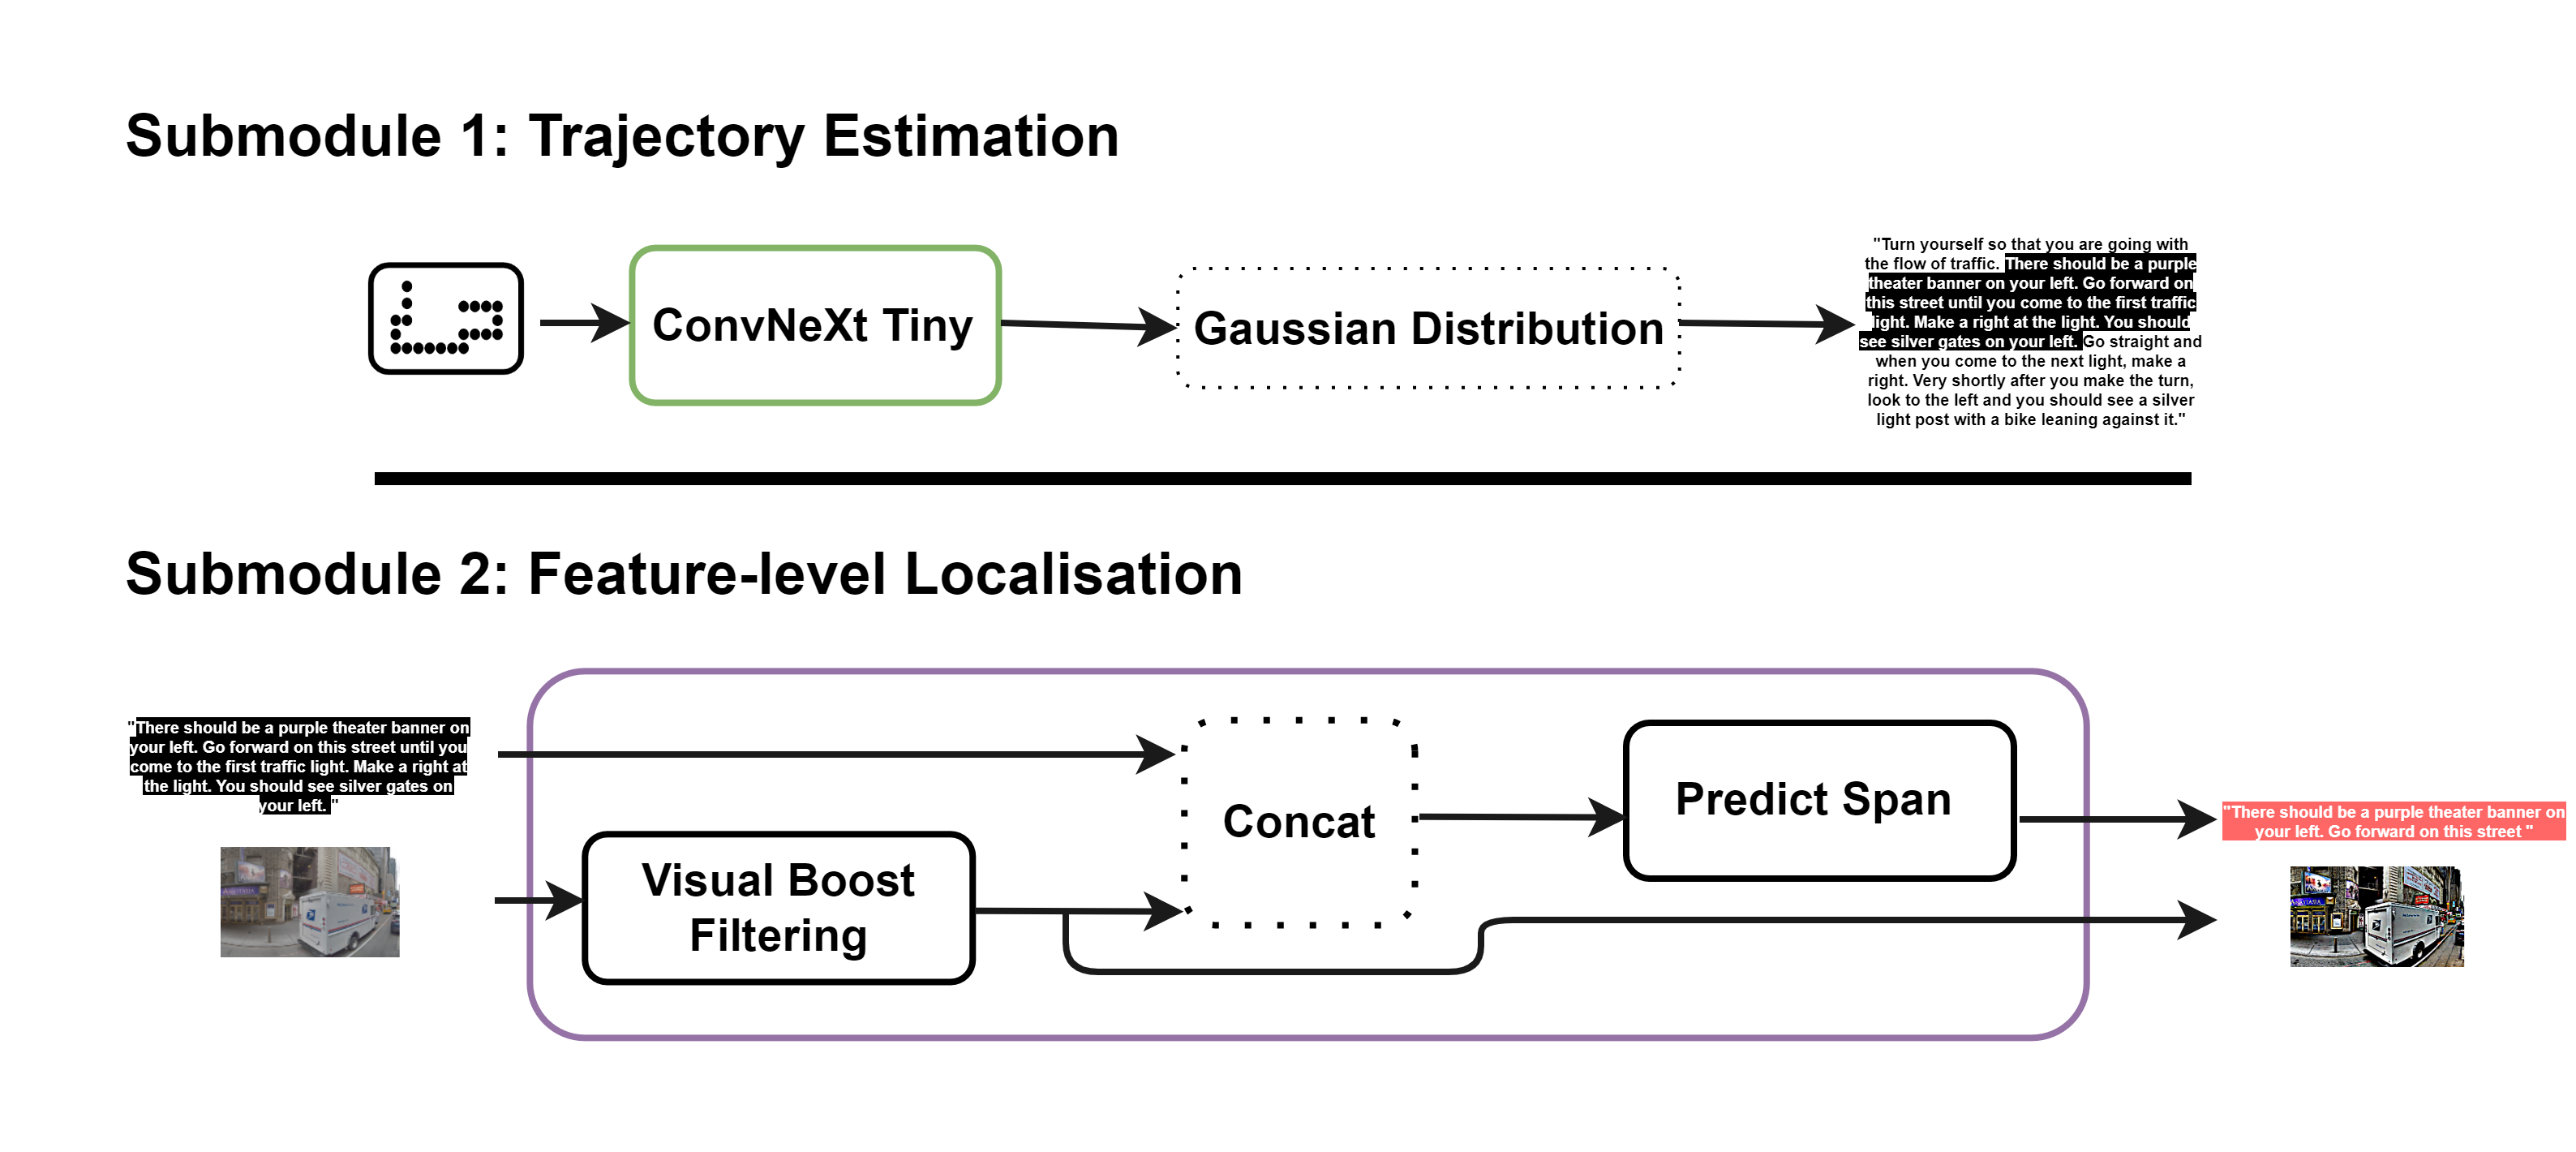 Submodule 1: Trajectory Estimation
ConvNeXt Tiny
Gaussian Distribution
"Turn yourself so that you are going with
the flow of traffic. There should be a purple
theater banner on your left. Go forward on
this street until you come to the first traffic
light. Make a right at the light. You should
see silver gates on your left. Go straight and
when you come to the next light, make a
right. Very shortly after you make the turn,
look to the left and you should see a silver
light post with a bike leaning against it."
Submodule 2: Feature-level Localisation
"There should be a purple theater banner on
your left. Go forward on this street until you
come to the first traffic light. Make a right at
the light. You should see silver gates on
your left. "
Visual Boost
Filtering
Concat
Predict Span
"There should be a purple theater banner on
your left. Go forward on this street "
ANASTASIA